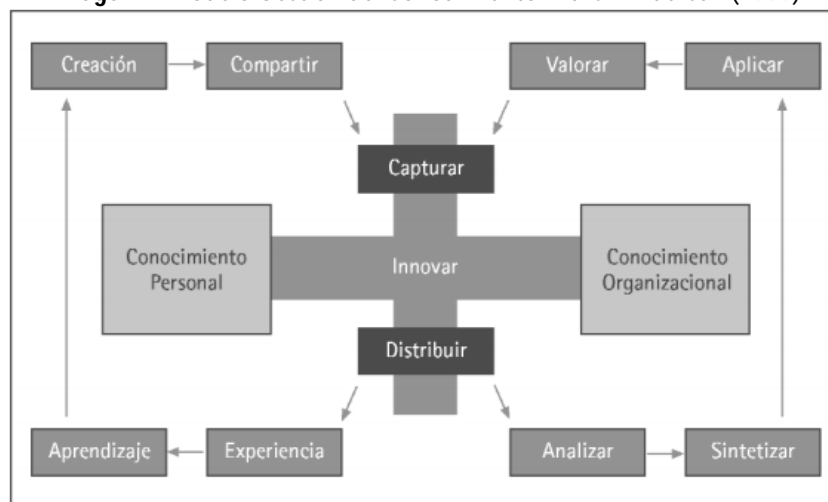 Creación
Compartir
Valorar
Aplicar
Capturar
Conocimiento
Personal
Innovar
Conocimiento
Organizacional
Distribuir
Aprendizaje
Experiencia
Analizar
Sintetizar